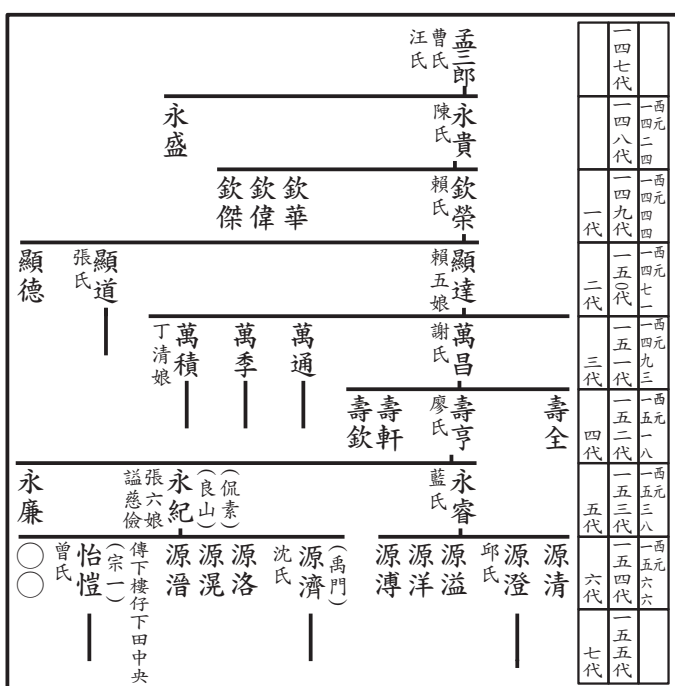 一四七代
孟三郎
曹氏
汪氏
西元一四二四
一四八代
永貴
陳氏
永盛
西元一四四四
一四九代
一代
欽榮
賴氏
欽華
欽偉
欽傑
西元一四七一
一五〇代
二代
顯達
賴五娘
顯道
張氏
顯德
西元一四九三
一五一代
三代
萬昌
謝氏
萬通
萬季
萬積
丁清娘
西元一五一八
一五二代
四代
壽全
壽亨
廖氏
壽軒
壽欽
西元一五三八
一五三代
五代
永睿
藍氏
(侃素)
(良山)
永紀
張六娘
謚慈儉
永廉
西元一五六六
一五四代
六代
源清
源澄
邱氏
源溢
源洋
源溥
(禹門)
源濟
沈氏
源洛
源滉
源溍
傳下樓仔下田中央
(宗一)
怡愷
曾氏
〇〇
一五五代
七代